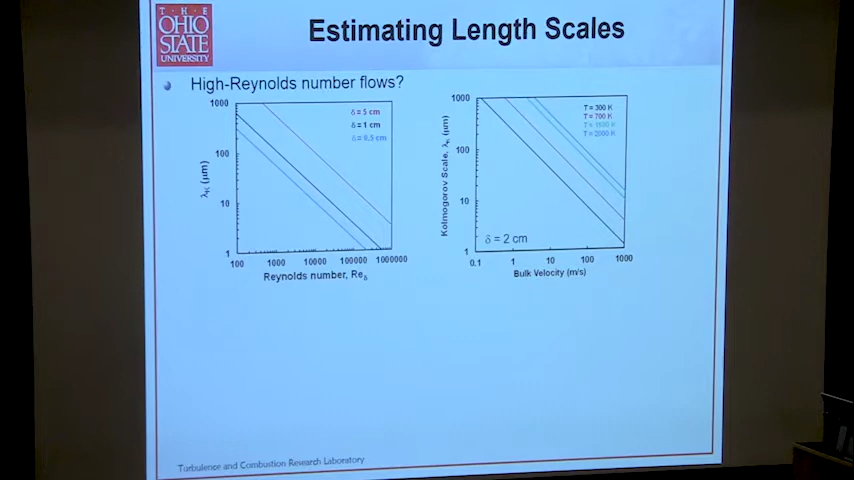 T · H · E
OHIO
STATE
UNIVERSITY
Estimating Length Scales
High-Reynolds number flows?
1000
100
10
1
λK (μm)
δ = 5 cm
δ = 1 cm
δ = 0.5 cm
100
1000
10000
100000
1000000
Reynolds number, Reδ
1000
100
10
1
Kolmogorov Scale, λK (μm)
T = 300 K
T = 700 K
T = 1500 K
T = 2000 K
δ = 2 cm
0.1
1
10
100
1000
Bulk Velocity (m/s)
Turbulence and Combustion Research Laboratory